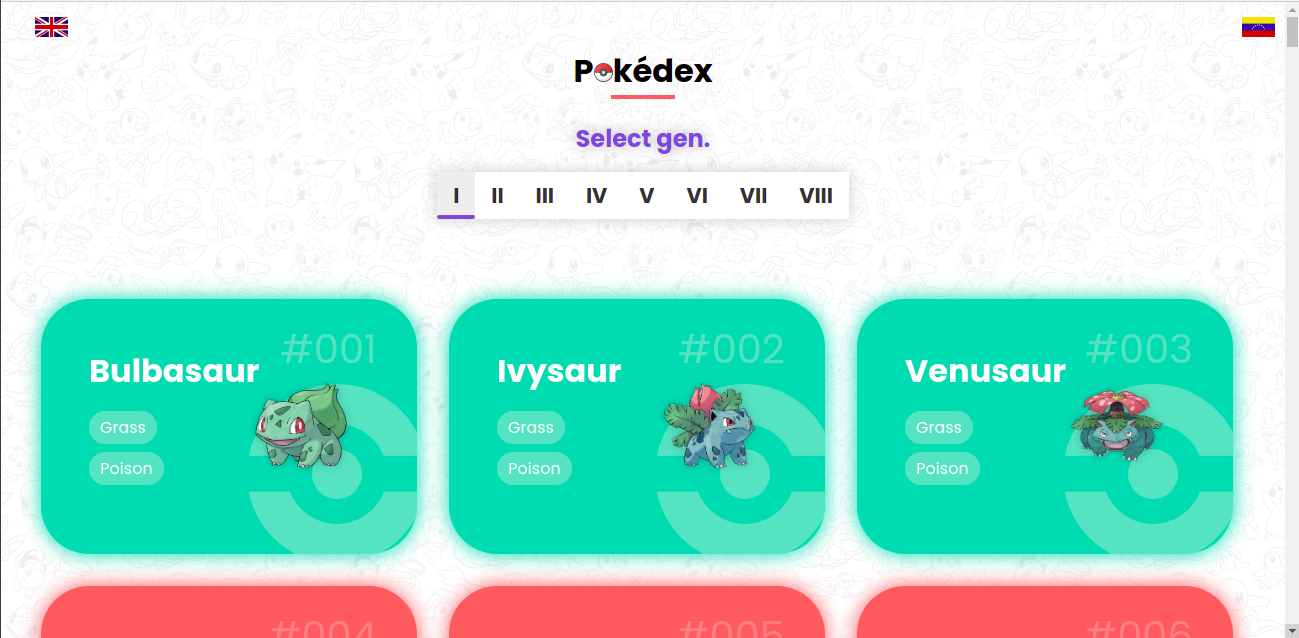 Pokédex
Select gen.
I II III IV V VI VII VIII
#001
Bulbasaur
Grass
Poison
#002
Ivysaur
Grass
Poison
#003
Venusaur
Grass
Poison
#004
#005
#006